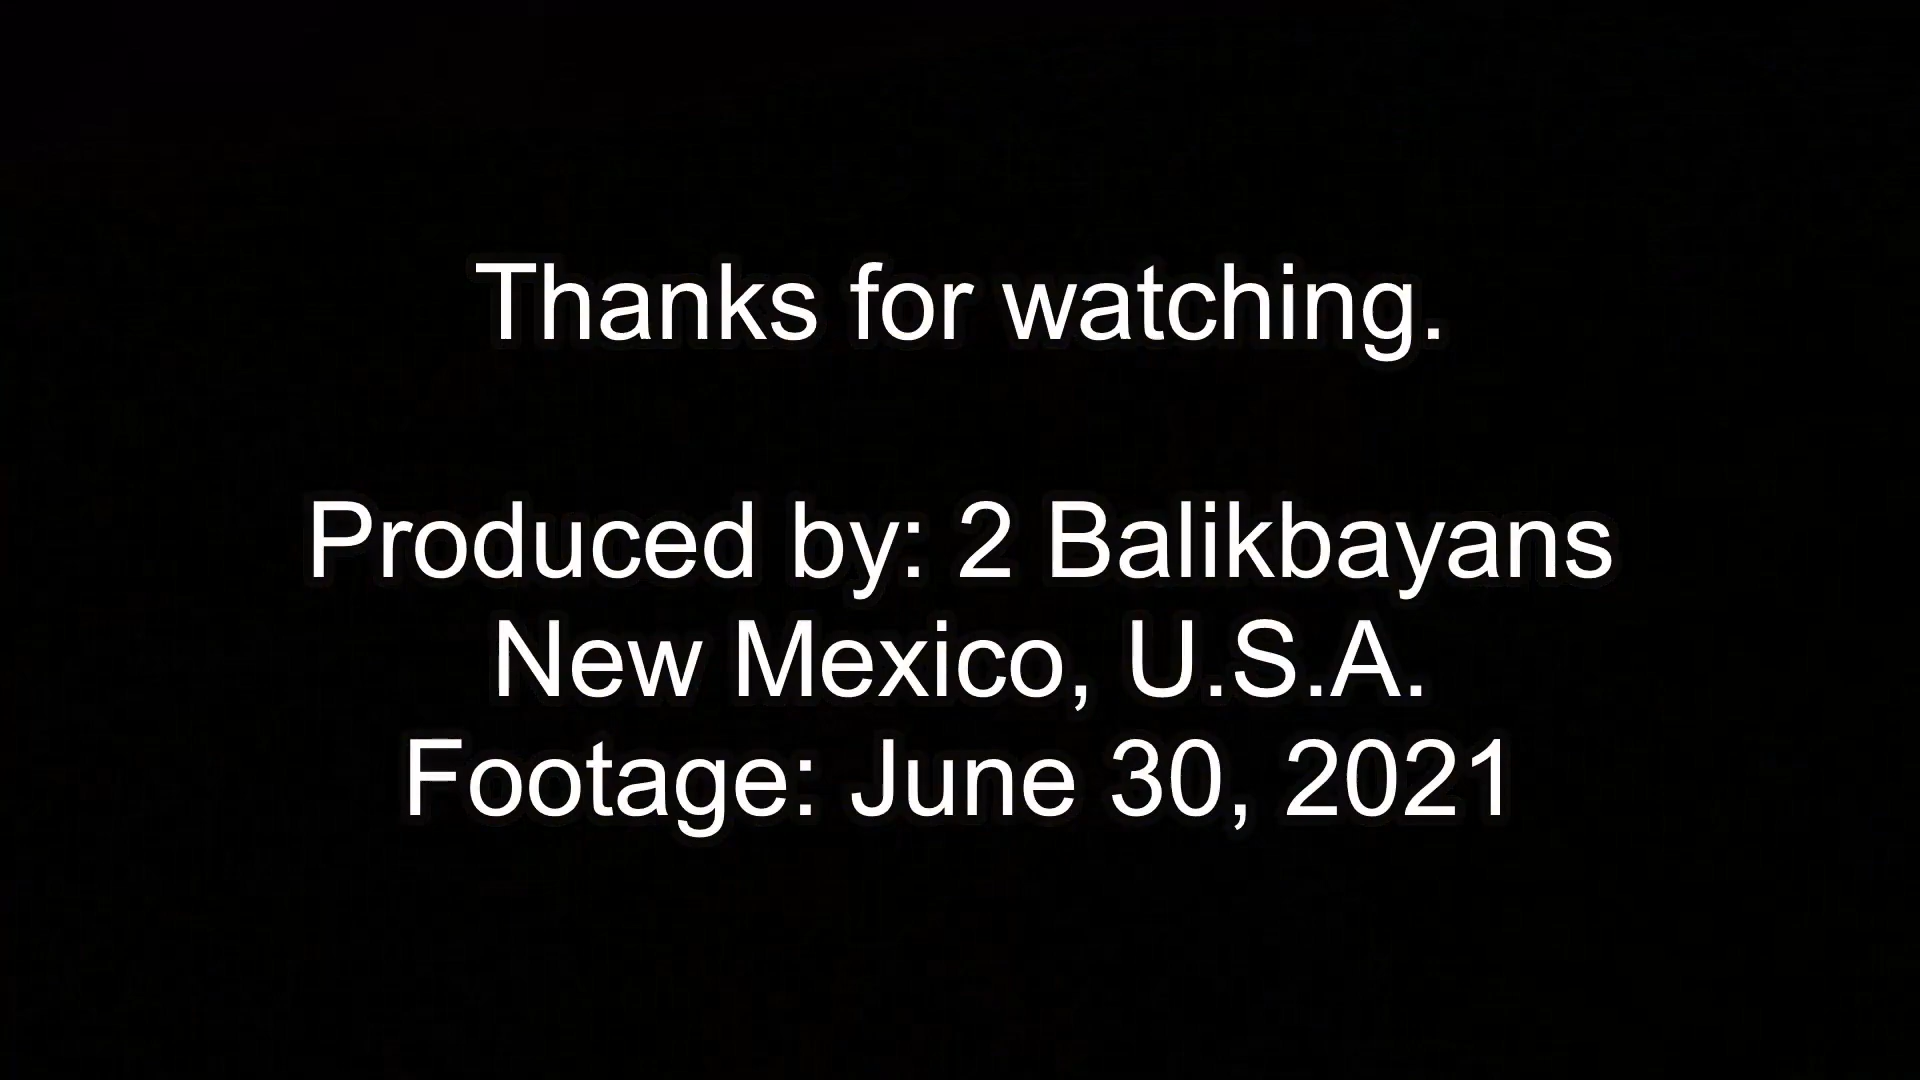 Thanks for watching.
Produced by: 2 Balikbayans
New Mexico, U.S.A.
Footage: June 30, 2021